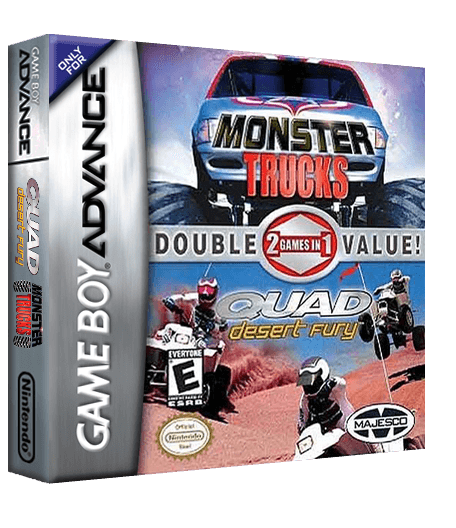 GAME BOY
ADVANCE
QUAD
desert fury
MONSTER
TRUCKS
Nintendo
ONLY
FOR
GAME BOY ADVANCE
MONSTER
TRUCKS
DOUBLE
2 GAMES IN 1
VALUE!
QUAD
desert fury
EVERYONE
E
ESRB
Official
Nintendo
Seal
MAJESCO